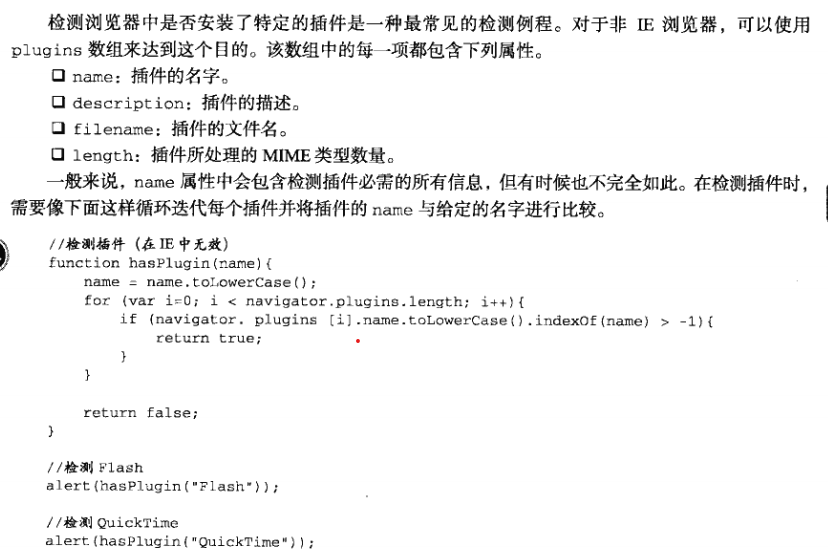 检测浏览器中是否安装了特定的插件是一种最常见的检测例程。对于非 IE 浏览器，可以使用
plugins 数组来达到这个目的。该数组中的每一项都包含下列属性。
❑ name：插件的名字。
❑ description：插件的描述。
❑ filename：插件的文件名。
❑ length：插件所处理的 MIME 类型数量。
一般来说，name 属性中会包含检测插件必需的所有信息，但有时候也不完全如此。在检测插件时，
需要像下面这样循环迭代每个插件并将插件的 name 与给定的名字进行比较。
//检测插件（在 IE 中无效）
function hasPlugin(name){
    name = name.toLowerCase();
    for (var i=0; i < navigator.plugins.length; i++){
        if (navigator. plugins [i].name.toLowerCase().indexOf(name) > -1){
            return true;
        }
    }
    return false;
}
//检测 Flash
alert(hasPlugin("Flash"));
//检测 QuickTime
alert(hasPlugin("QuickTime"));